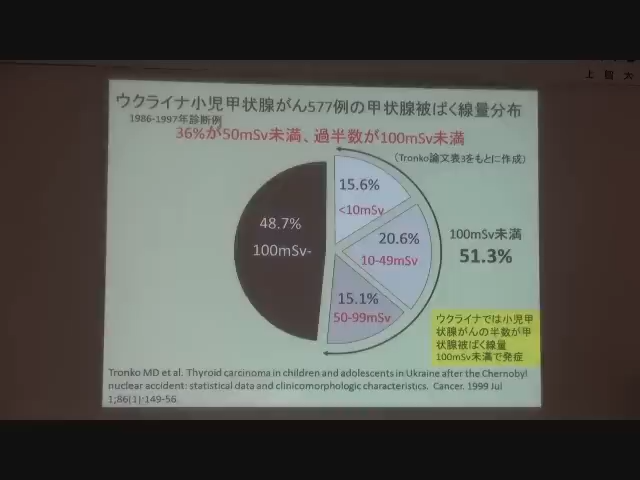 ウクライナ小児甲状腺がん577例の甲状腺被ばく線量分布
1986-1997年診断例
36%が50mSv未満、過半数が100mSv未満
(Tronko論文表3をもとに作成)
15.6%
<10mSv
48.7%
100mSv-
20.6%
10-49mSv
100mSv未満
51.3%
15.1%
50-99mSv
ウクライナでは小児甲
状腺がんの半数が甲
状腺被ばく線量
100mSv未満で発症
Tronko MD et al. Thyroid carcinoma in children and adolescents in Ukraine after the Chernobyl
nuclear accident: statistical data and clinicomorphologic characteristics. Cancer. 1999 Jul
1;86(1):149-56.